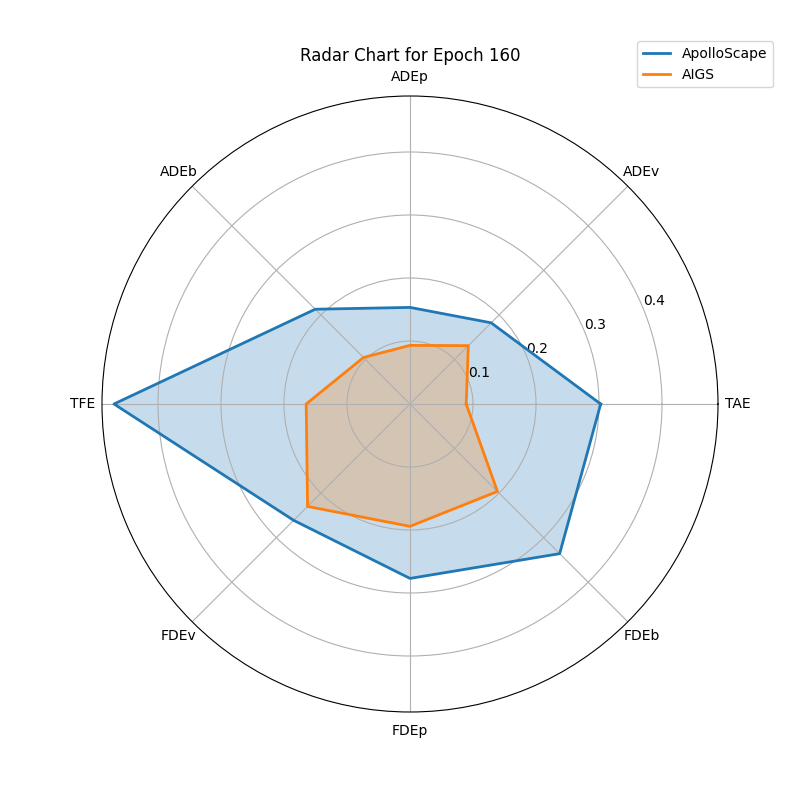 Radar Chart for Epoch 160
ApolloScape
AIGS
ADEp
ADEb
ADEv
0.4
0.3
0.2
0.1
TFE
TAE
FDEv
FDEb
FDEp